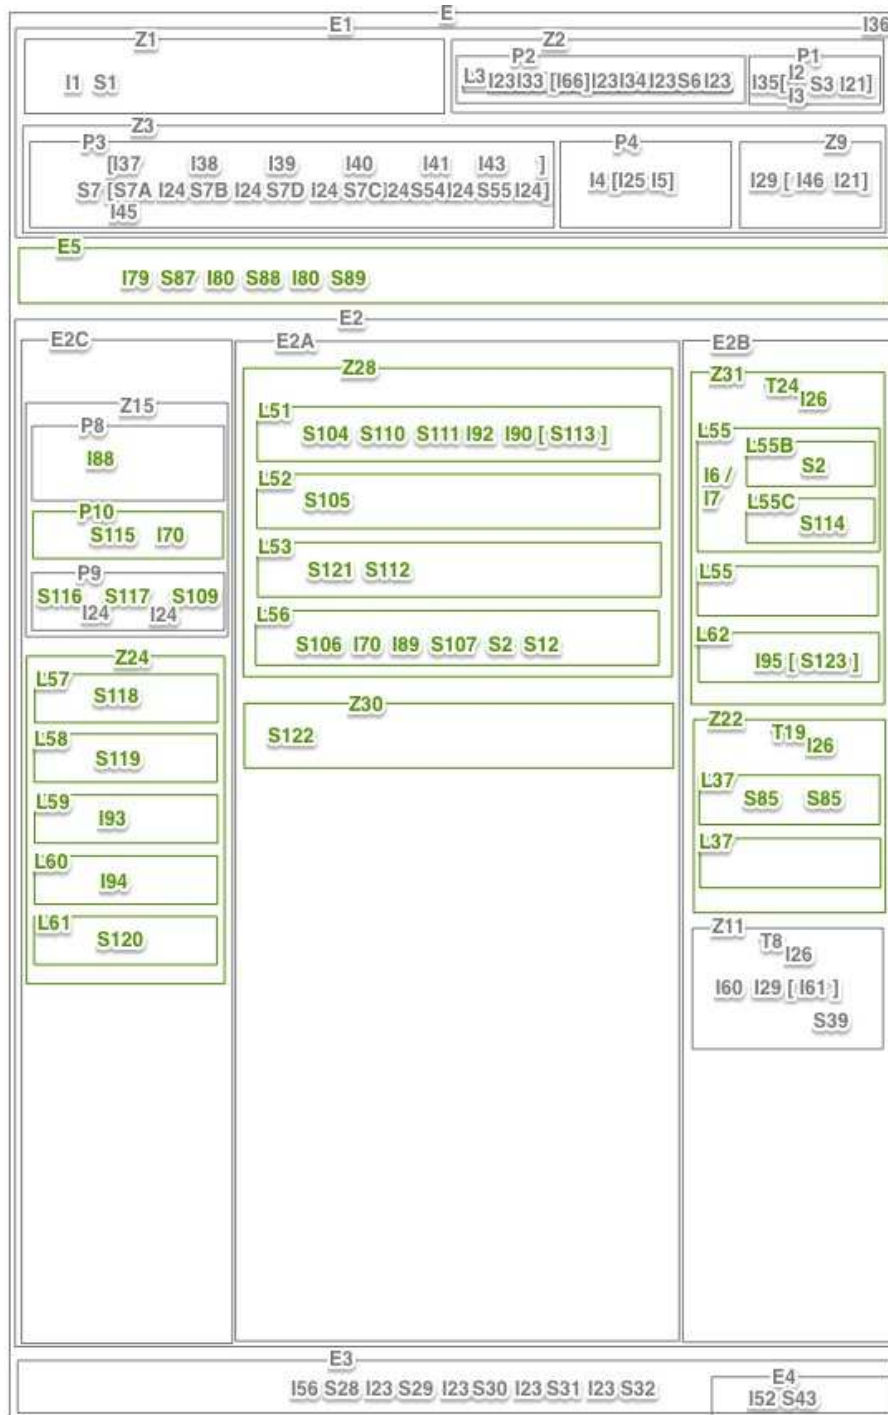 E
E1 I36
Z1 Z2
P2 P1
I1 S1
L3 I23 I33 [I66] I23 I34 I23 S6 I23
I35 [ I2 S3 I21]
I3
Z3
P3 P4 Z9
[I37 I38 I39 I40 I41 I43 ]
S7 [S7A I24 S7B I24 S7D I24 S7C I24 S54 I24 S55 I24]
I45
I4 [I25 I5]
I29 [ I46 I21]
E5
I79 S87 I80 S88 I80 S89
E2
E2C
Z15
P8
I88
P10
S115 I70
P9
S116 S117 S109
I24 I24
Z24
L57
S118
L58
S119
L59
I93
L60
I94
L61
S120
E2A
Z28
L51
S104 S110 S111 I92 I90 [ S113 ]
L52
S105
L53
S121 S112
L56
S106 I70 I89 S107 S2 S12
Z30
S122
E2B
Z31
T24
I26
L55
L55B
S2
I6 /
I7
L55C
S114
L55
L62
I95 [ S123 ]
Z22
T19
I26
L37
S85 S85
L37
Z11
T8
I26
I60 I29 [ I61 ]
S39
E3
I56 S28 I23 S29 I23 S30 I23 S31 I23 S32
E4
I52 S43